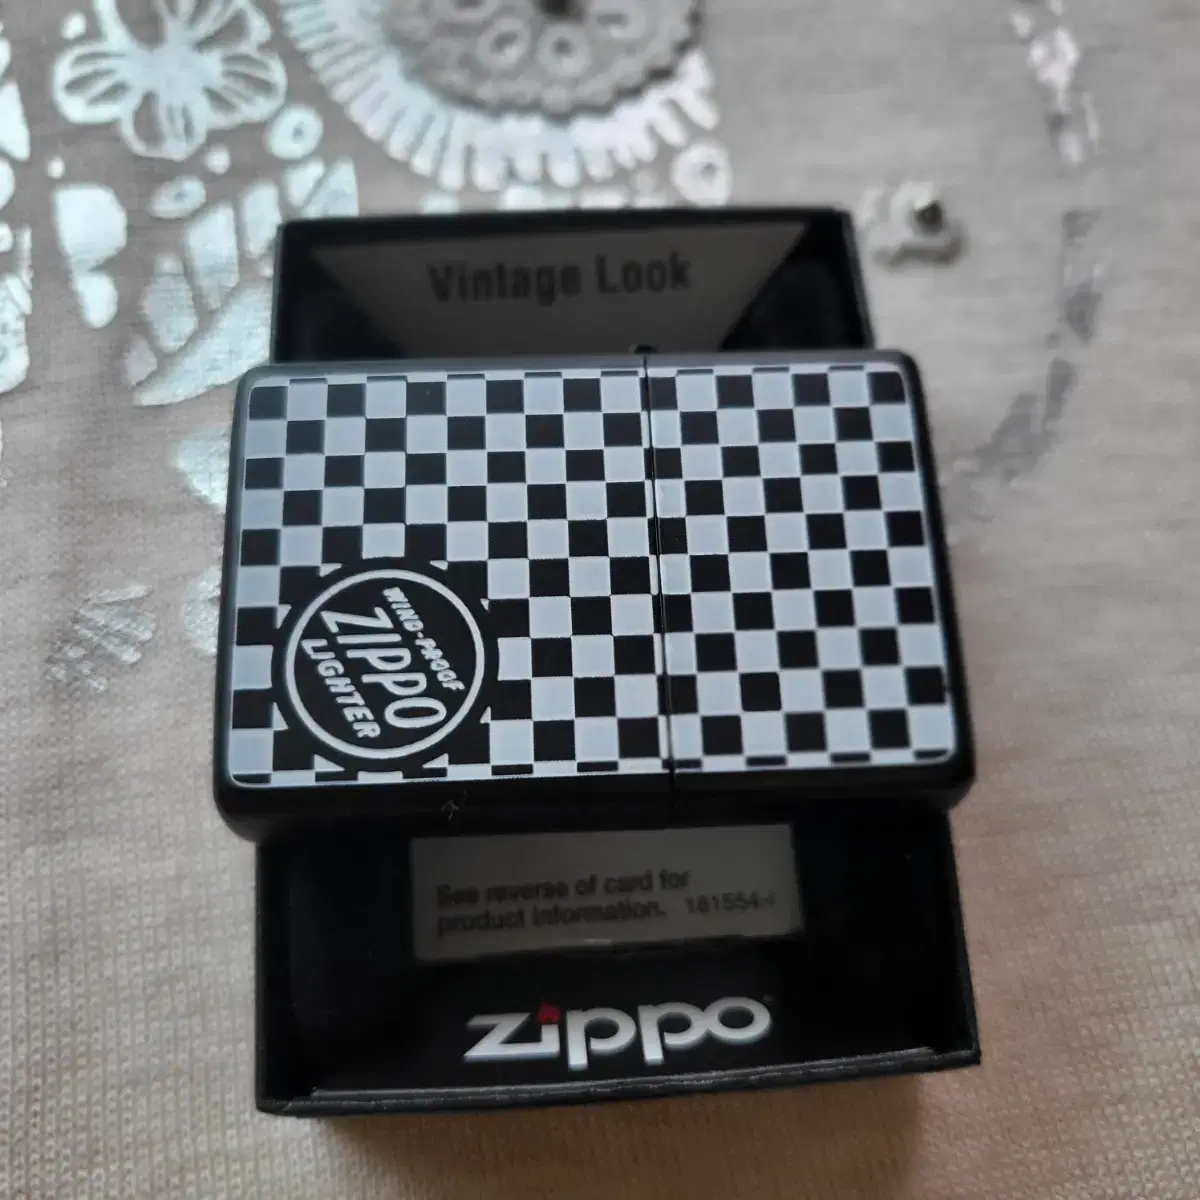 Vintage Look
WIND-PROOF
ZIPPO
LIGHTER
See reverse of card for
product information. 181554-I
zippo